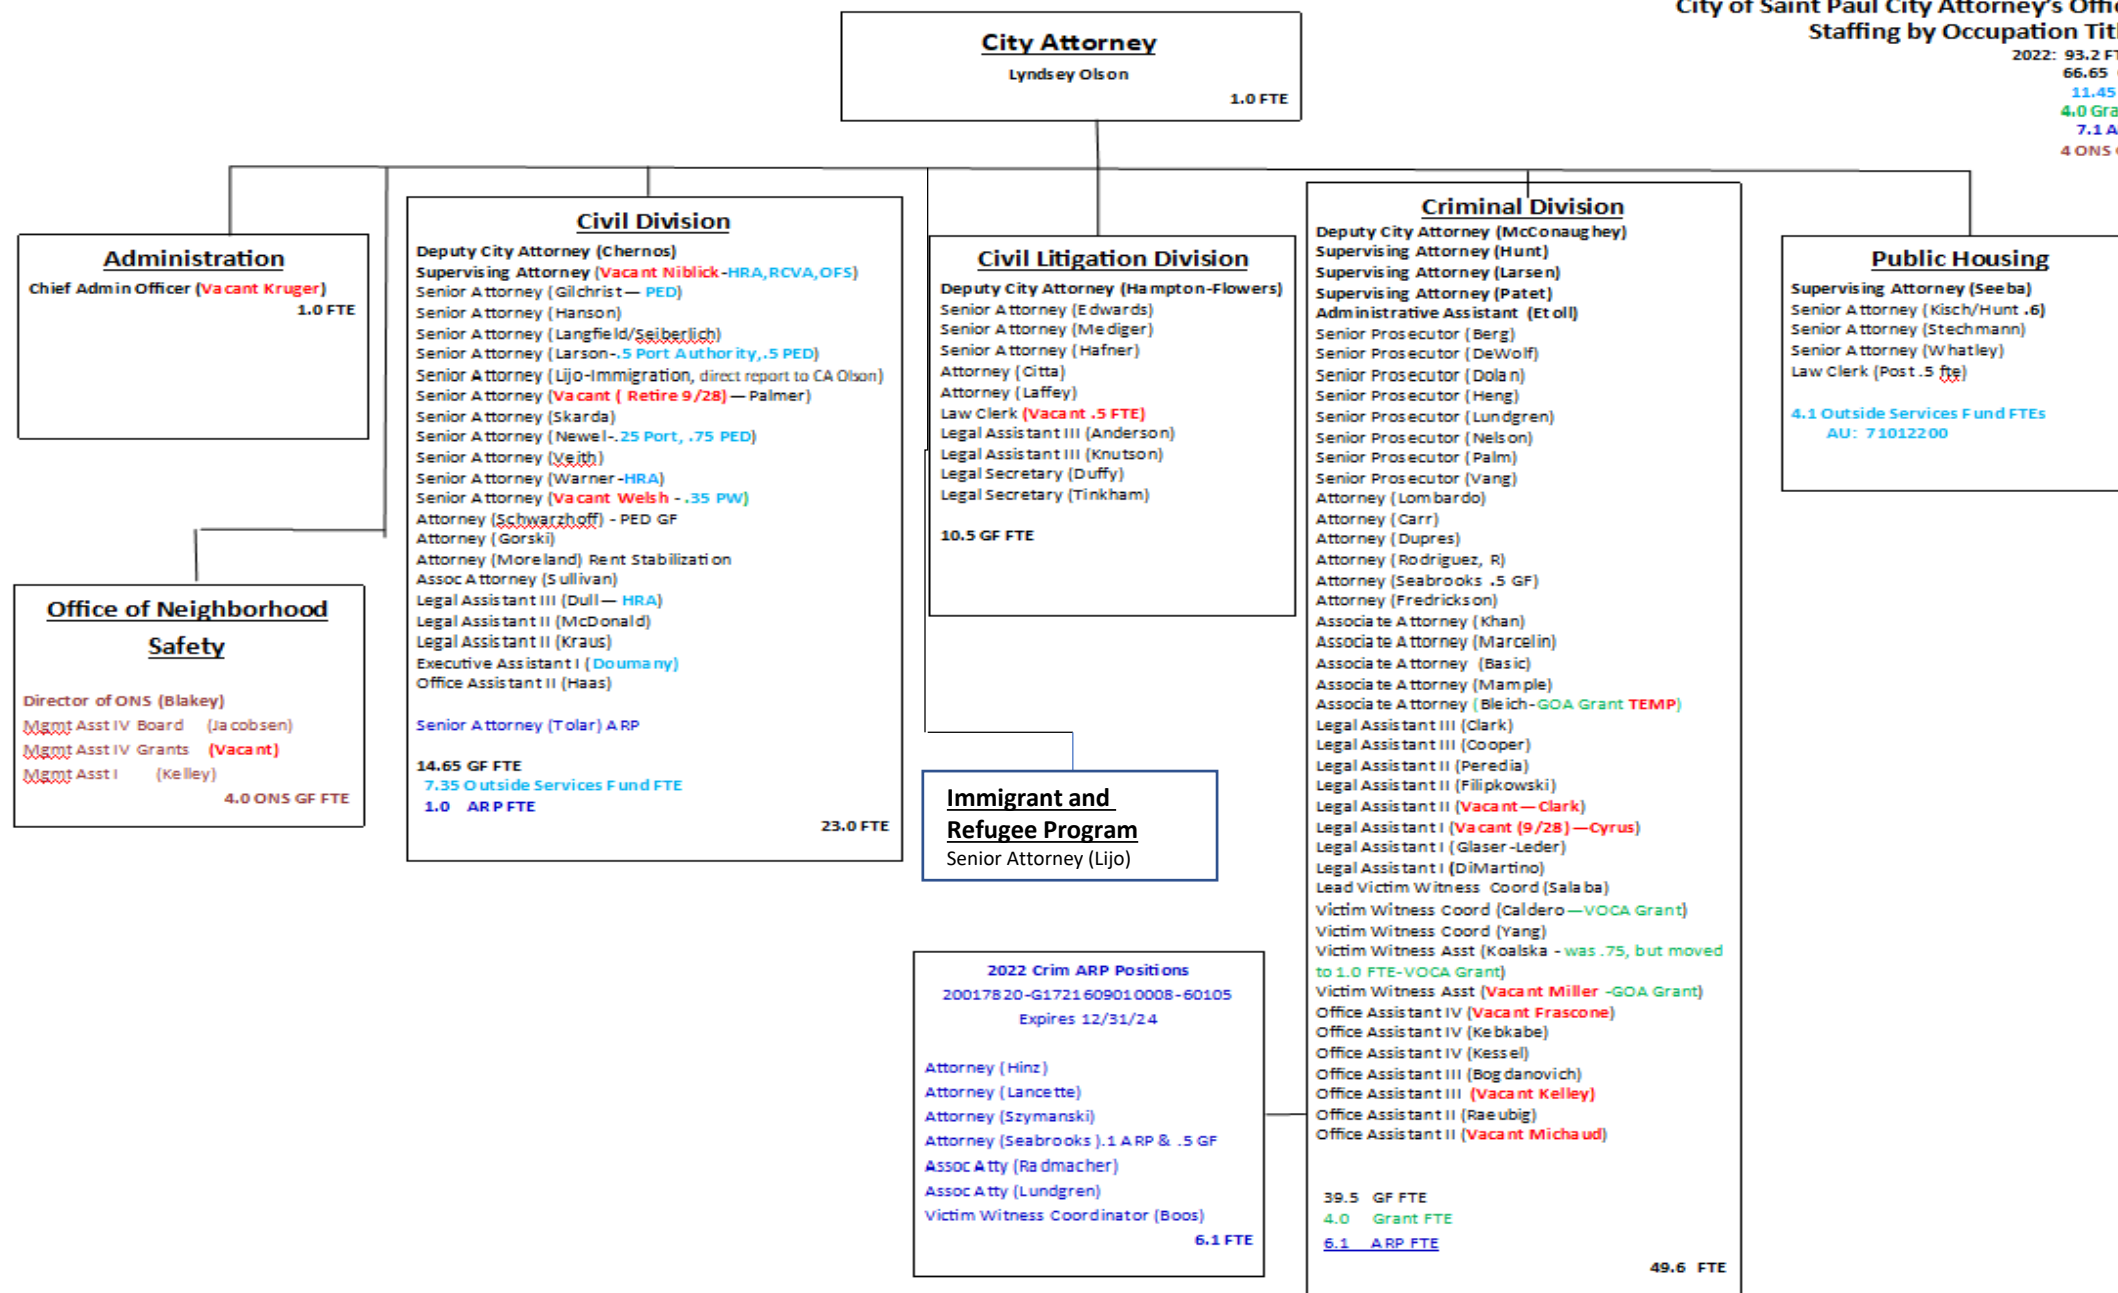 City of Saint Paul City Attorney's Offi
Staffing by Occupation Titl
2022: 93.2 FT
66.65
11.45
4.0 Gra
7.1 A
4 ONS
City Attorney
Lyndsey Olson
1.0 FTE
Administration
Chief Admin Officer (Vacant Kruger)
1.0 FTE
Office of Neighborhood
Safety
Director of ONS (Blakey)
Mgmt Asst IV Board (Jacobsen)
Mgmt Asst IV Grants (Vacant)
Mgmt Asst I (Kelley)
4.0 ONS GF FTE
Civil Division
Deputy City Attorney (Chernos)
Supervising Attorney (Vacant Niblick-HRA,RCVA,OFS)
Senior Attorney (Gilchrist— PED)
Senior Attorney (Hanson)
Senior Attorney (Langfield/Seiberlich)
Senior Attorney (Larson-.5 Port Authority,.5 PED)
Senior Attorney (Lijo-Immigration, direct report to CA Olson)
Senior Attorney (Vacant ( Retire 9/28) — Palmer)
Senior Attorney (Skarda)
Senior Attorney (Newel-.25 Port, .75 PED)
Senior Attorney (Veith)
Senior Attorney (Warner-HRA)
Senior Attorney (Vacant Welsh - .35 PW)
Attorney (Schwarzhoff) - PED GF
Attorney (Gorski)
Attorney (Moreland) Rent Stabilization
Assoc Attorney (Sullivan)
Legal Assistant III (Dull— HRA)
Legal Assistant II (McDonald)
Legal Assistant II (Kraus)
Executive Assistant I (Doumany)
Office Assistant II (Haas)
Senior Attorney (Tolar) ARP
14.65 GF FTE
7.35 Outside Services Fund FTE
1.0 ARP FTE
23.0 FTE
Civil Litigation Division
Deputy City Attorney (Hampton-Flowers)
Senior Attorney (Edwards)
Senior Attorney (Mediger)
Senior Attorney (Hafner)
Attorney (Citta)
Attorney (Laffey)
Law Clerk (Vacant .5 FTE)
Legal Assistant III (Anderson)
Legal Assistant III (Knutson)
Legal Secretary (Duffy)
Legal Secretary (Tinkham)
10.5 GF FTE
Immigrant and
Refugee Program
Senior Attorney (Lijo)
2022 Crim ARP Positions
20017820-G1721609010008-60105
Expires 12/31/24
Attorney (Hinz)
Attorney (Lancette)
Attorney (Szymanski)
Attorney (Seabrooks ).1 ARP & .5 GF
Assoc Atty (Radmacher)
Assoc Atty (Lundgren)
Victim Witness Coordinator (Boos)
6.1 FTE
Criminal Division
Deputy City Attorney (McConaughey)
Supervising Attorney (Hunt)
Supervising Attorney (Larsen)
Supervising Attorney (Patet)
Administrative Assistant (Etoll)
Senior Prosecutor (Berg)
Senior Prosecutor (DeWolf)
Senior Prosecutor (Dolan)
Senior Prosecutor (Heng)
Senior Prosecutor (Lundgren)
Senior Prosecutor (Nelson)
Senior Prosecutor (Palm)
Senior Prosecutor (Vang)
Attorney (Lombardo)
Attorney (Carr)
Attorney (Dupres)
Attorney (Rodriguez, R)
Attorney (Seabrooks .5 GF)
Attorney (Fredrickson)
Associate Attorney (Khan)
Associate Attorney (Marcelin)
Associate Attorney (Basic)
Associate Attorney (Mample)
Associate Attorney (Bleich-GOA Grant TEMP)
Legal Assistant III (Clark)
Legal Assistant III (Cooper)
Legal Assistant II (Peredia)
Legal Assistant II (Filipkowski)
Legal Assistant II (Vacant—Clark)
Legal Assistant I (Vacant (9/28)—Cyrus)
Legal Assistant I (Glaser-Leder)
Legal Assistant I (DiMartino)
Lead Victim Witness Coord (Salaba)
Victim Witness Coord (Caldero—VOCA Grant)
Victim Witness Coord (Yang)
Victim Witness Asst (Koalska - was .75, but moved
to 1.0 FTE-VOCA Grant)
Victim Witness Asst (Vacant Miller -GOA Grant)
Office Assistant IV (Vacant Frascone)
Office Assistant IV (Kebkabe)
Office Assistant IV (Kessel)
Office Assistant III (Bogdanovich)
Office Assistant III (Vacant Kelley)
Office Assistant II (Raeubig)
Office Assistant II (Vacant Michaud)
39.5 GF FTE
4.0 Grant FTE
6.1 ARP FTE
49.6 FTE
Public Housing
Supervising Attorney (Seeba)
Senior Attorney (Kisch/Hunt .6)
Senior Attorney (Stechmann)
Senior Attorney (Whatley)
Law Clerk (Post .5 fte)
4.1 Outside Services Fund FTEs
AU: 71012200